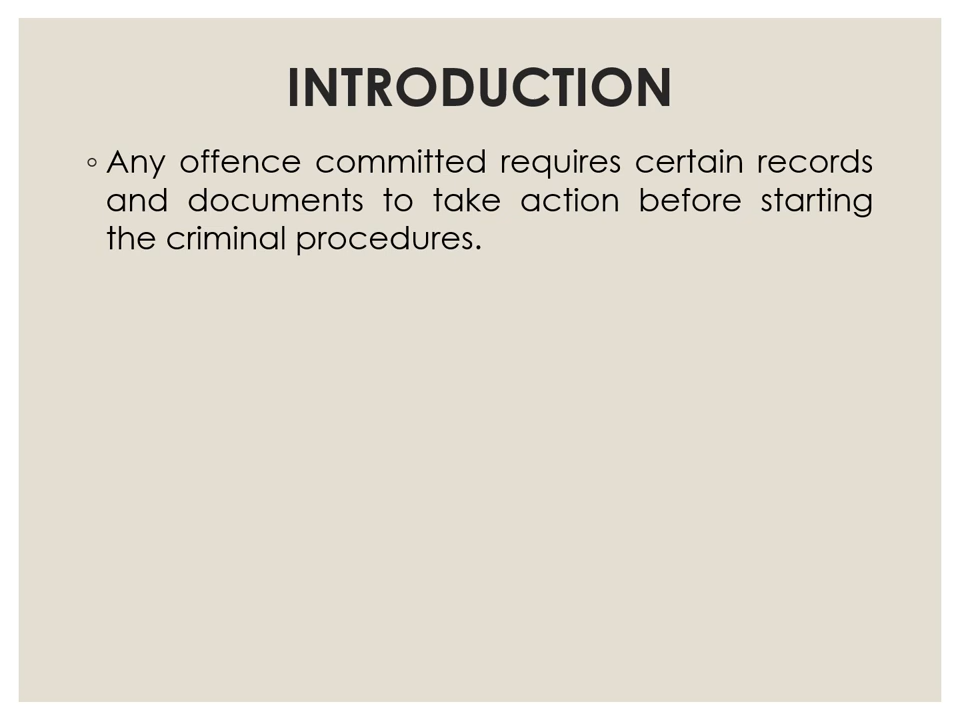 INTRODUCTION
◦ Any offence committed requires certain records
and documents to take action before starting
the criminal procedures.